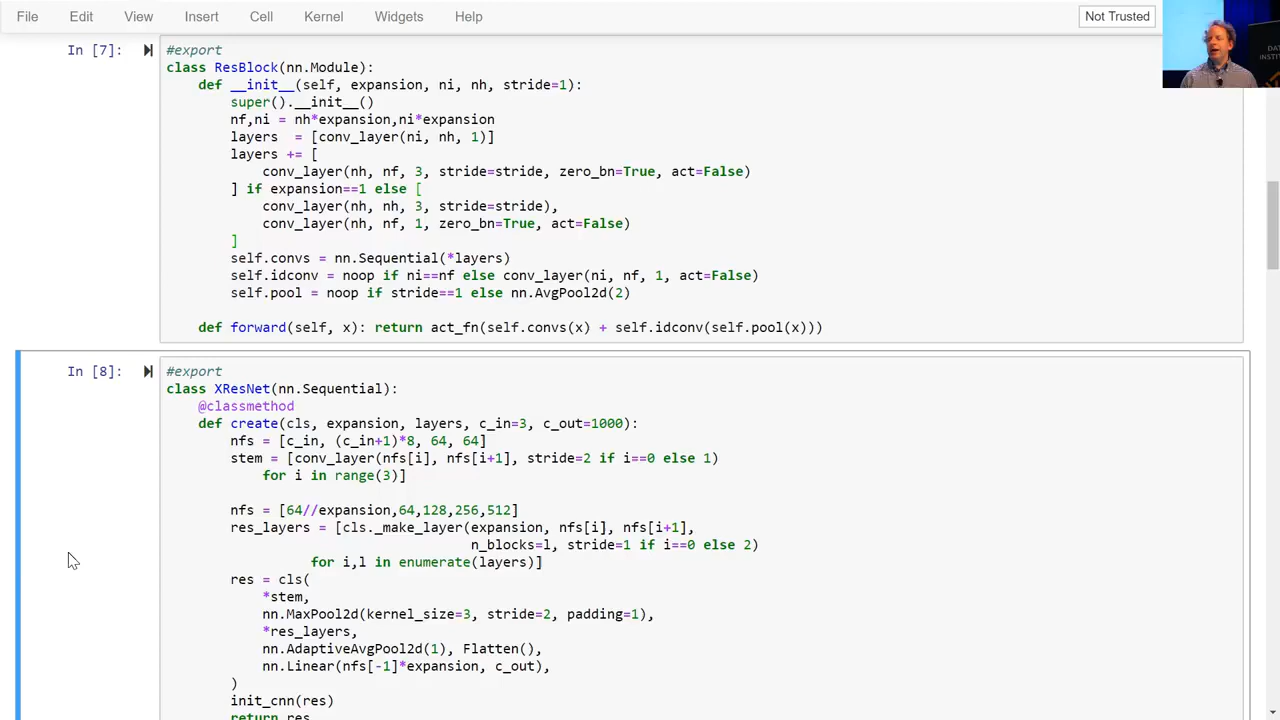 File Edit View Insert Cell Kernel Widgets Help Not Trusted
In [7]: #export
class ResBlock(nn.Module):
    def __init__(self, expansion, ni, nh, stride=1):
        super().__init__()
        nf,ni = nh*expansion,ni*expansion
        layers  = [conv_layer(ni, nh, 1)]
        layers += [
            conv_layer(nh, nf, 3, stride=stride, zero_bn=True, act=False)
        ] if expansion==1 else [
            conv_layer(nh, nh, 3, stride=stride),
            conv_layer(nh, nf, 1, zero_bn=True, act=False)
        ]
        self.convs = nn.Sequential(*layers)
        self.idconv = noop if ni==nf else conv_layer(ni, nf, 1, act=False)
        self.pool = noop if stride==1 else nn.AvgPool2d(2)
    def forward(self, x): return act_fn(self.convs(x) + self.idconv(self.pool(x)))
In [8]: #export
class XResNet(nn.Sequential):
    @classmethod
    def create(cls, expansion, layers, c_in=3, c_out=1000):
        nfs = [c_in, (c_in+1)*8, 64, 64]
        stem = [conv_layer(nfs[i], nfs[i+1], stride=2 if i==0 else 1)
            for i in range(3)]
        nfs = [64//expansion,64,128,256,512]
        res_layers = [cls._make_layer(expansion, nfs[i], nfs[i+1],
                                      n_blocks=l, stride=1 if i==0 else 2)
                  for i,l in enumerate(layers)]
        res = cls(
            *stem,
            nn.MaxPool2d(kernel_size=3, stride=2, padding=1),
            *res_layers,
            nn.AdaptiveAvgPool2d(1), Flatten(),
            nn.Linear(nfs[-1]*expansion, c_out),
        )
        init_cnn(res)
        return res